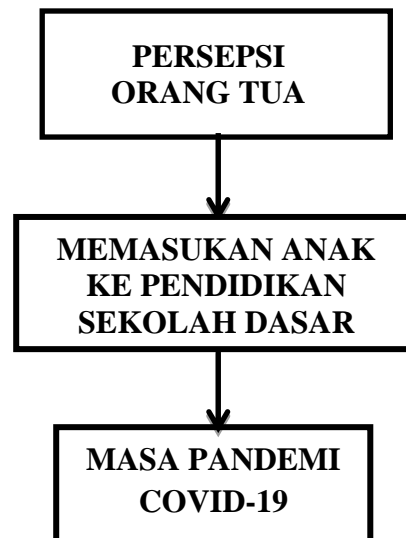 PERSEPSI
ORANG TUA
MEMASUKAN ANAK
KE PENDIDIKAN
SEKOLAH DASAR
MASA PANDEMI
COVID-19